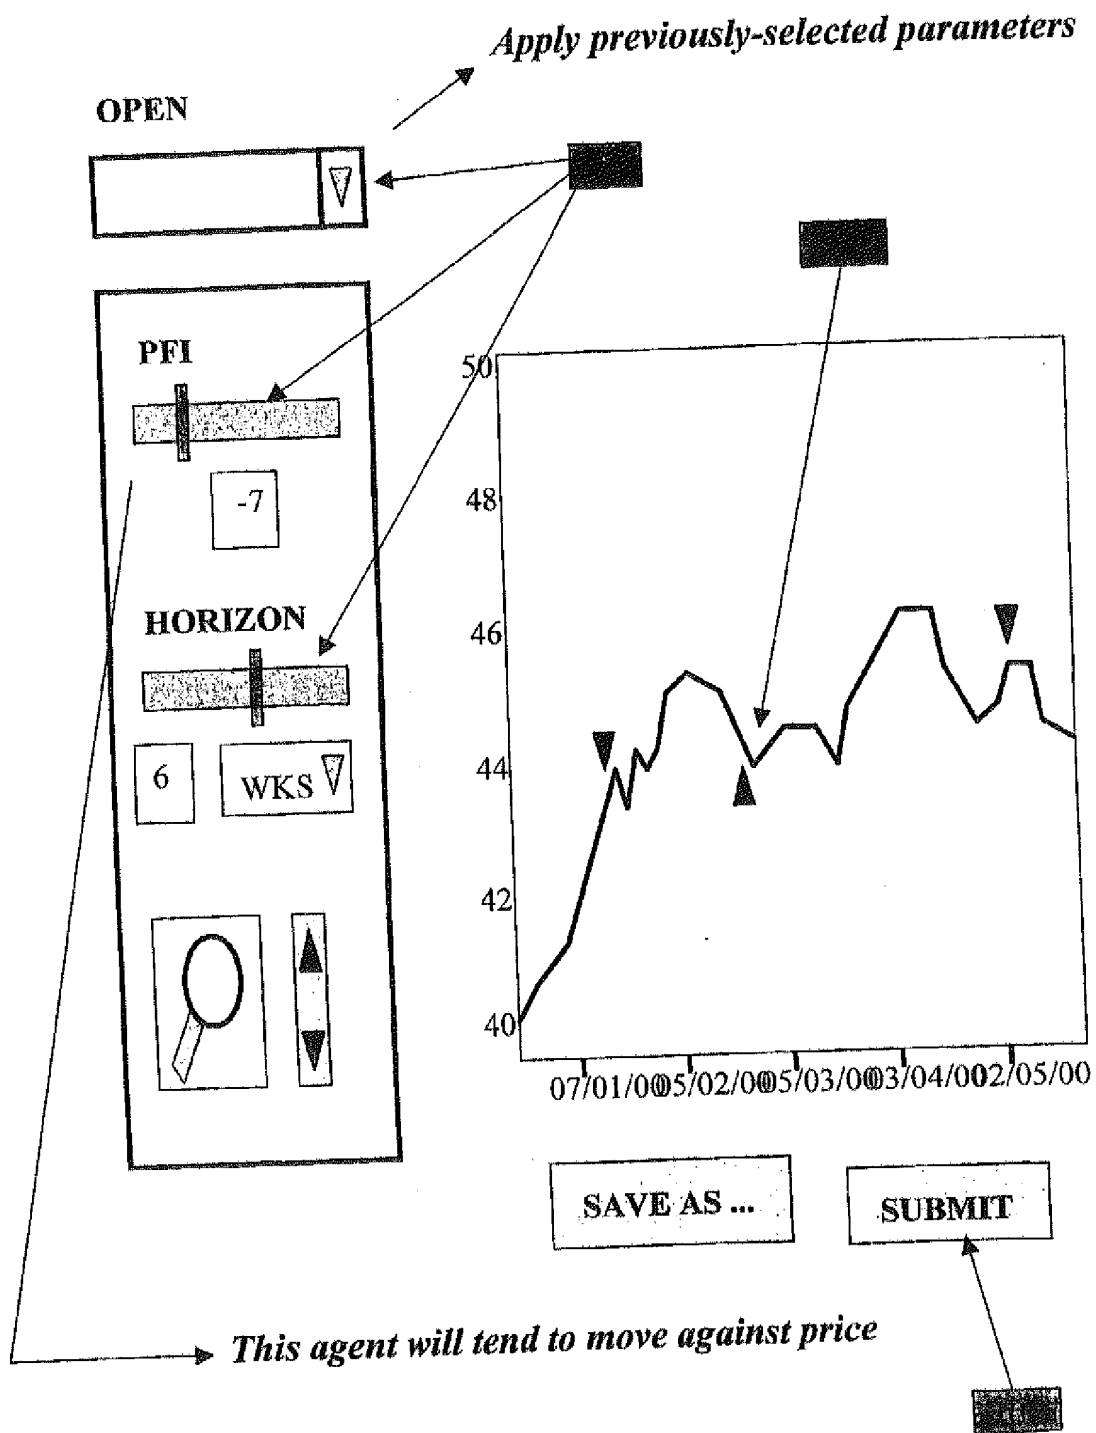 Apply previously-selected parameters
OPEN
PFI
-7
HORIZON
6
WKS
50
48
46
44
42
40
07/01/00
05/02/00
05/03/00
03/04/00
02/05/00
SAVE AS ...
SUBMIT
This agent will tend to move against price